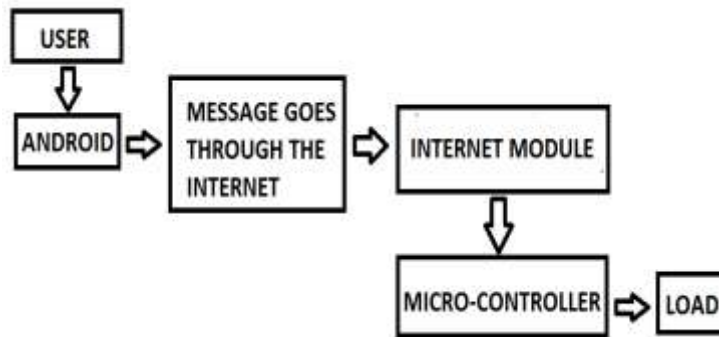 USER
ANDROID
MESSAGE GOES
THROUGH THE
INTERNET
INTERNET MODULE
MICRO-CONTROLLER
LOAD